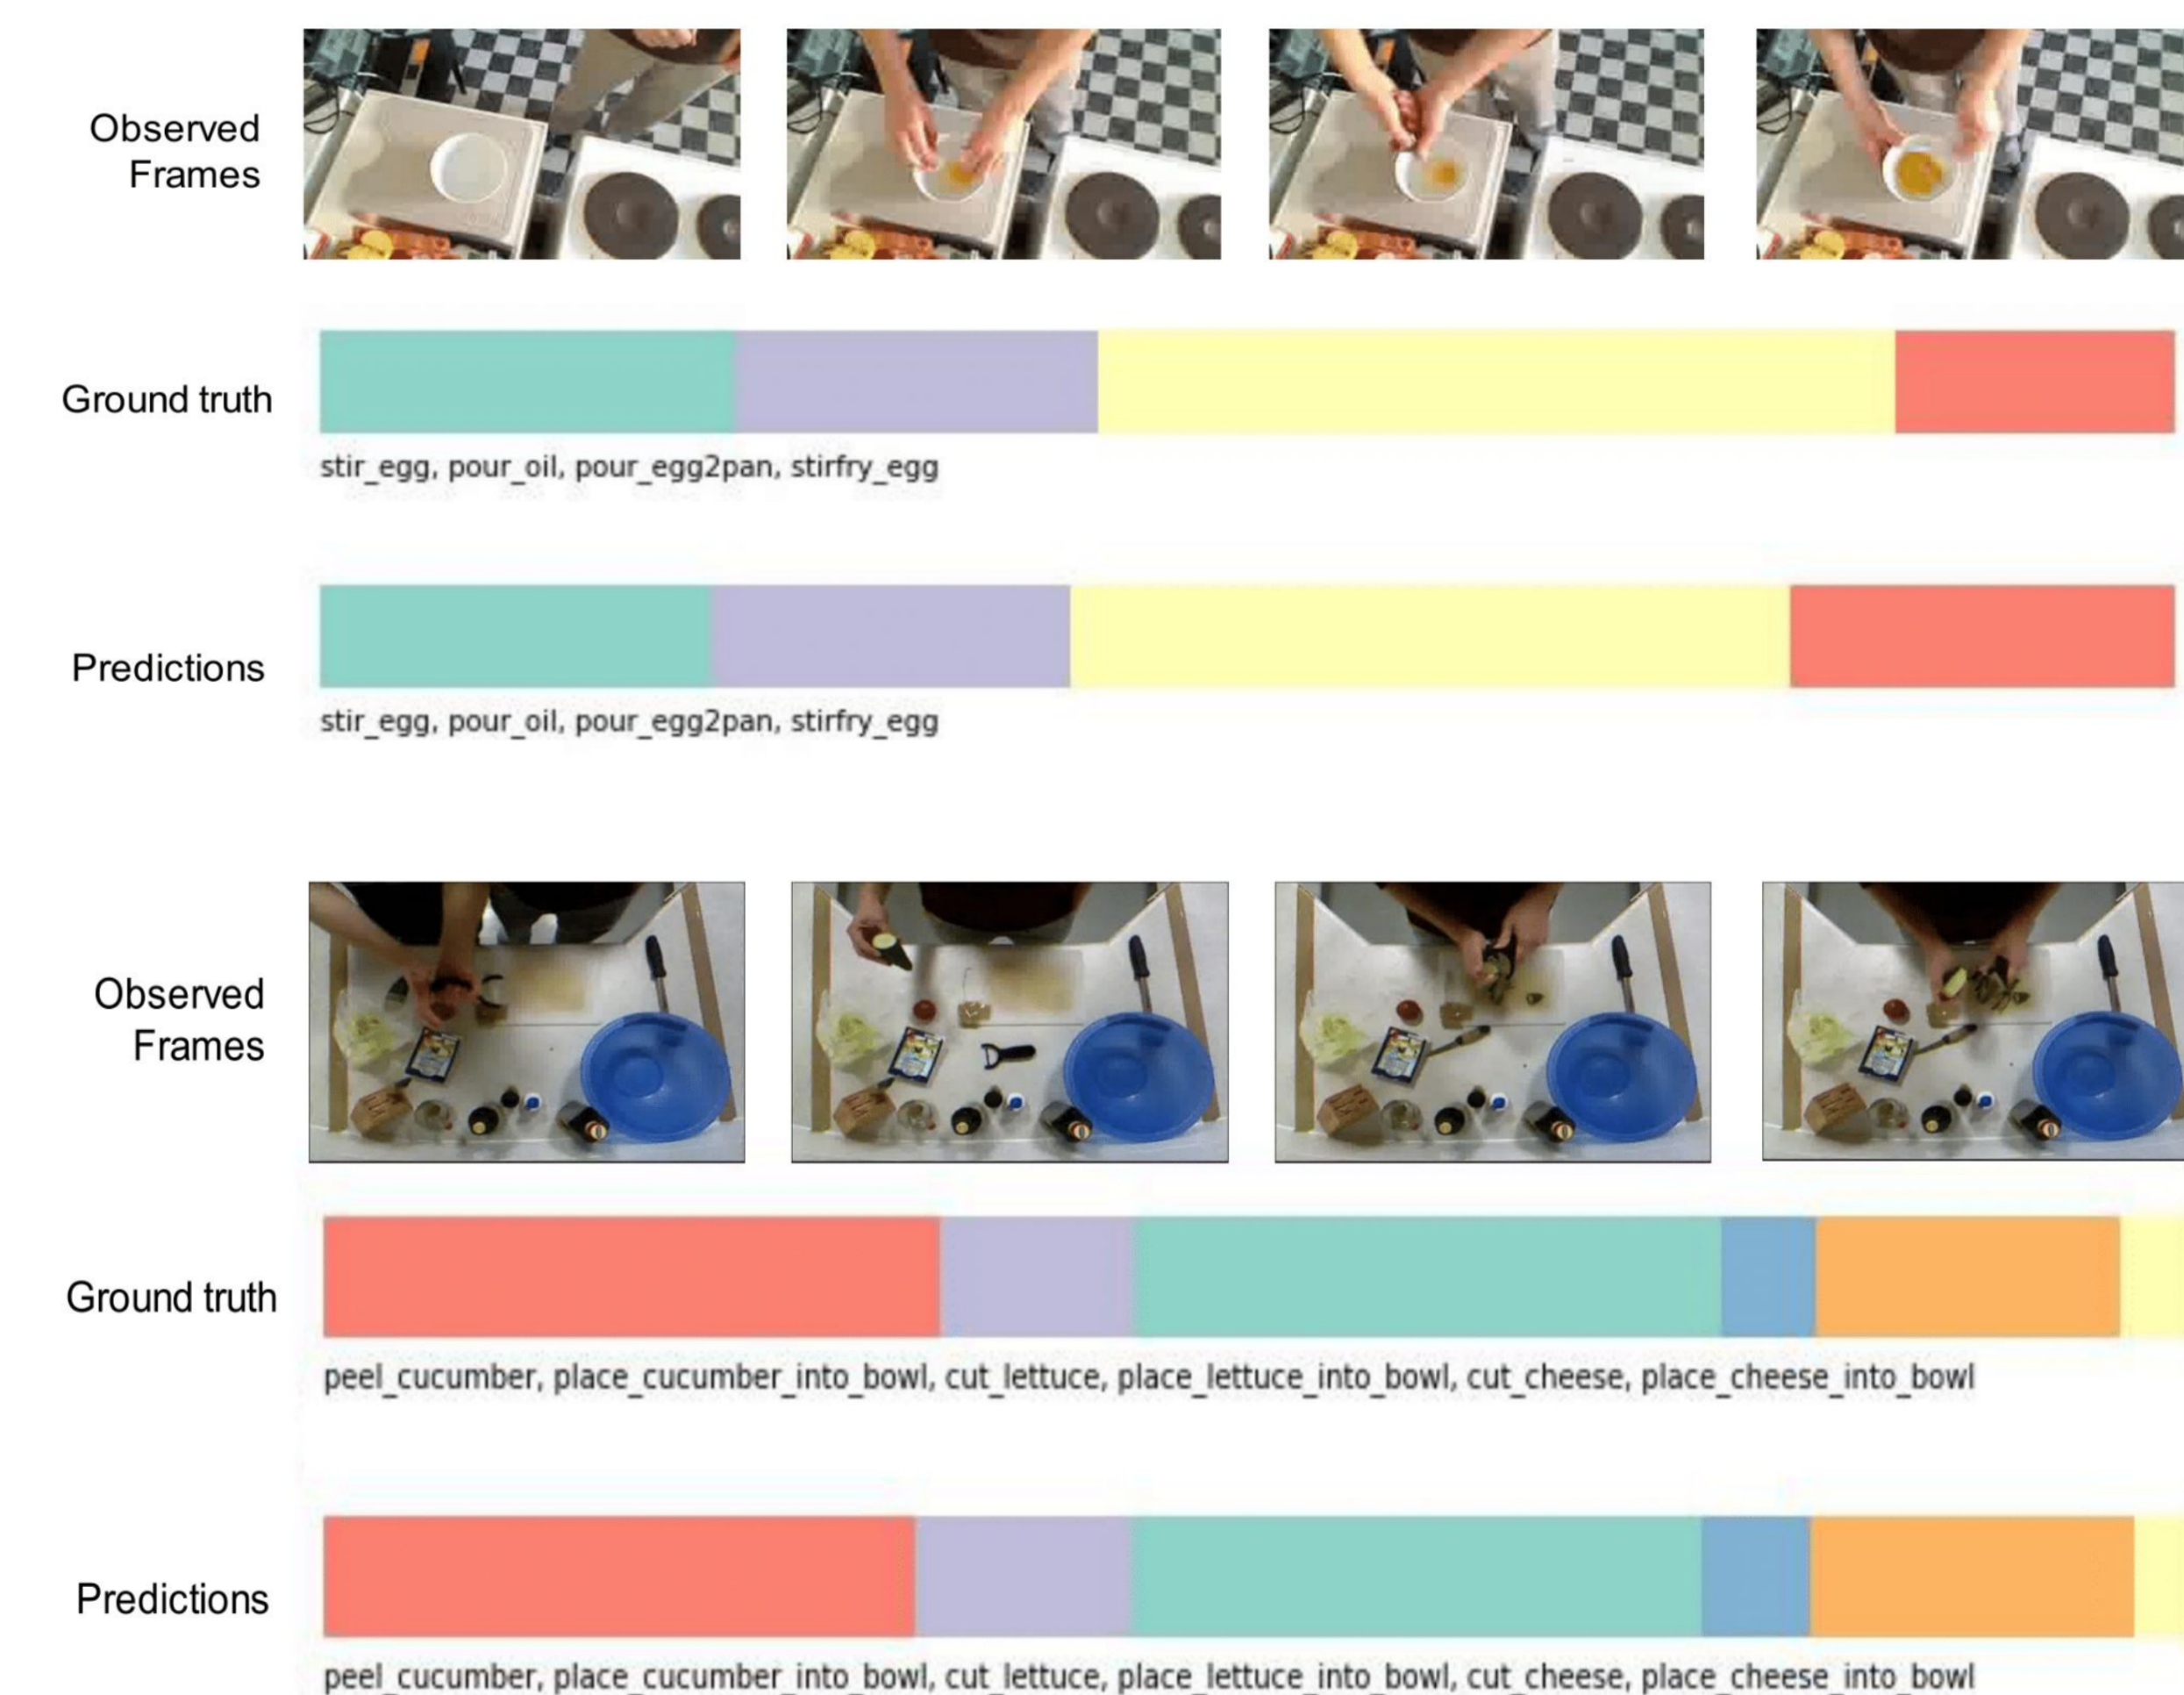 Observed
Frames
Ground truth
stir_egg, pour_oil, pour_egg2pan, stirfry_egg
Predictions
stir_egg, pour_oil, pour_egg2pan, stirfry_egg
Observed
Frames
Ground truth
peel_cucumber, place_cucumber_into_bowl, cut_lettuce, place_lettuce_into_bowl, cut_cheese, place_cheese_into_bowl
Predictions
peel_cucumber, place_cucumber_into_bowl, cut_lettuce, place_lettuce_into_bowl, cut_cheese, place_cheese_into_bowl